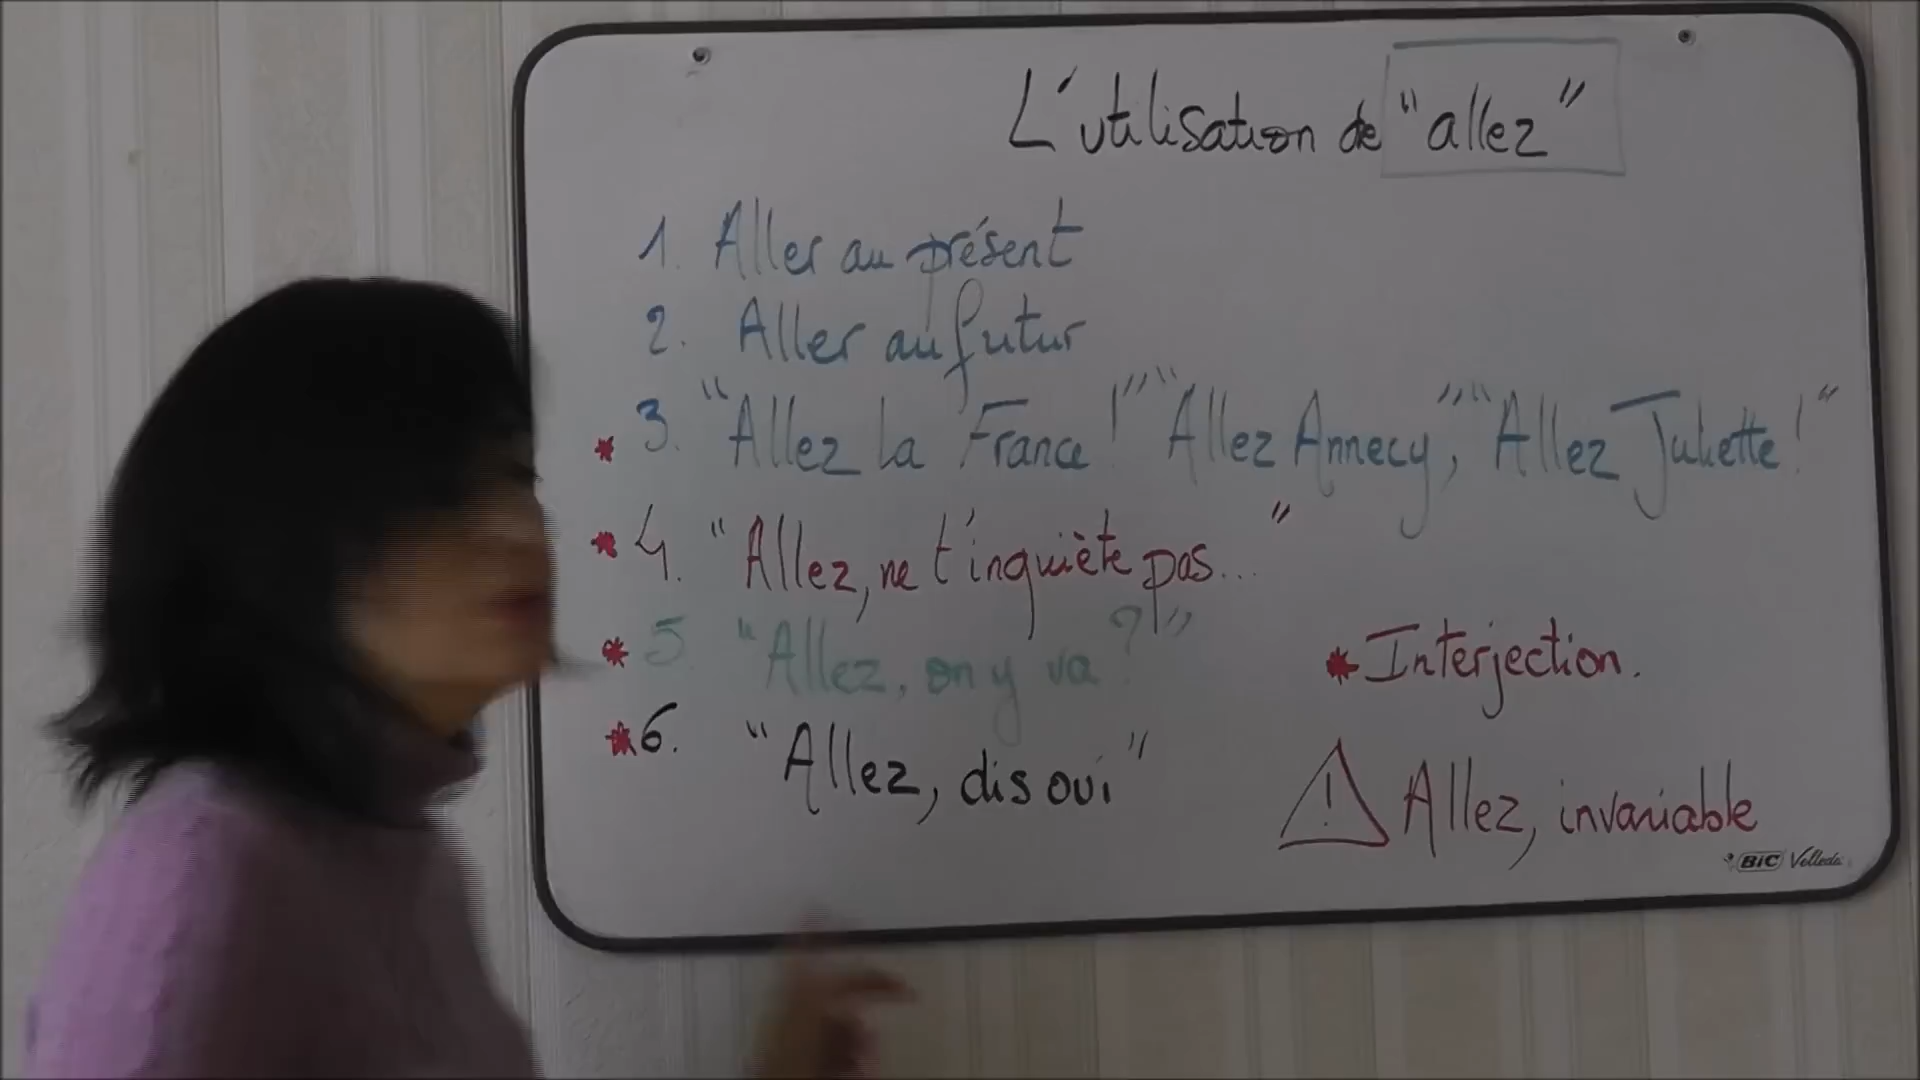 L'utilisation de "allez"
1. Aller au présent
2. Aller au futur
* 3. "Allez la France!" "Allez Annecy," "Allez Juliette!"
* 4. "Allez, ne t'inquiète pas..."
* 5. "Allez, on y va?"
* Interjection.
* 6. "Allez, dis oui"
! Allez, invariable
BIC Velleda